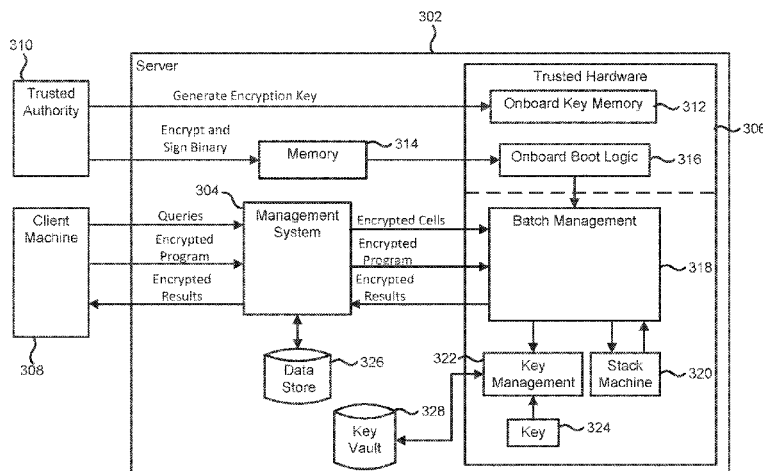 302
310
Server
Trusted Hardware
Trusted
Authority
Generate Encryption Key
Onboard Key Memory
312
306
Encrypt and
Sign Binary
Memory
314
Onboard Boot Logic
316
304
Client
Machine
Queries
Management
System
Encrypted Cells
Batch Management
Encrypted
Program
Encrypted
Program
318
Encrypted
Results
Encrypted
Results
308
322
Key
Management
Stack
Machine
320
Data
Store
326
328
Key
Vault
Key
324